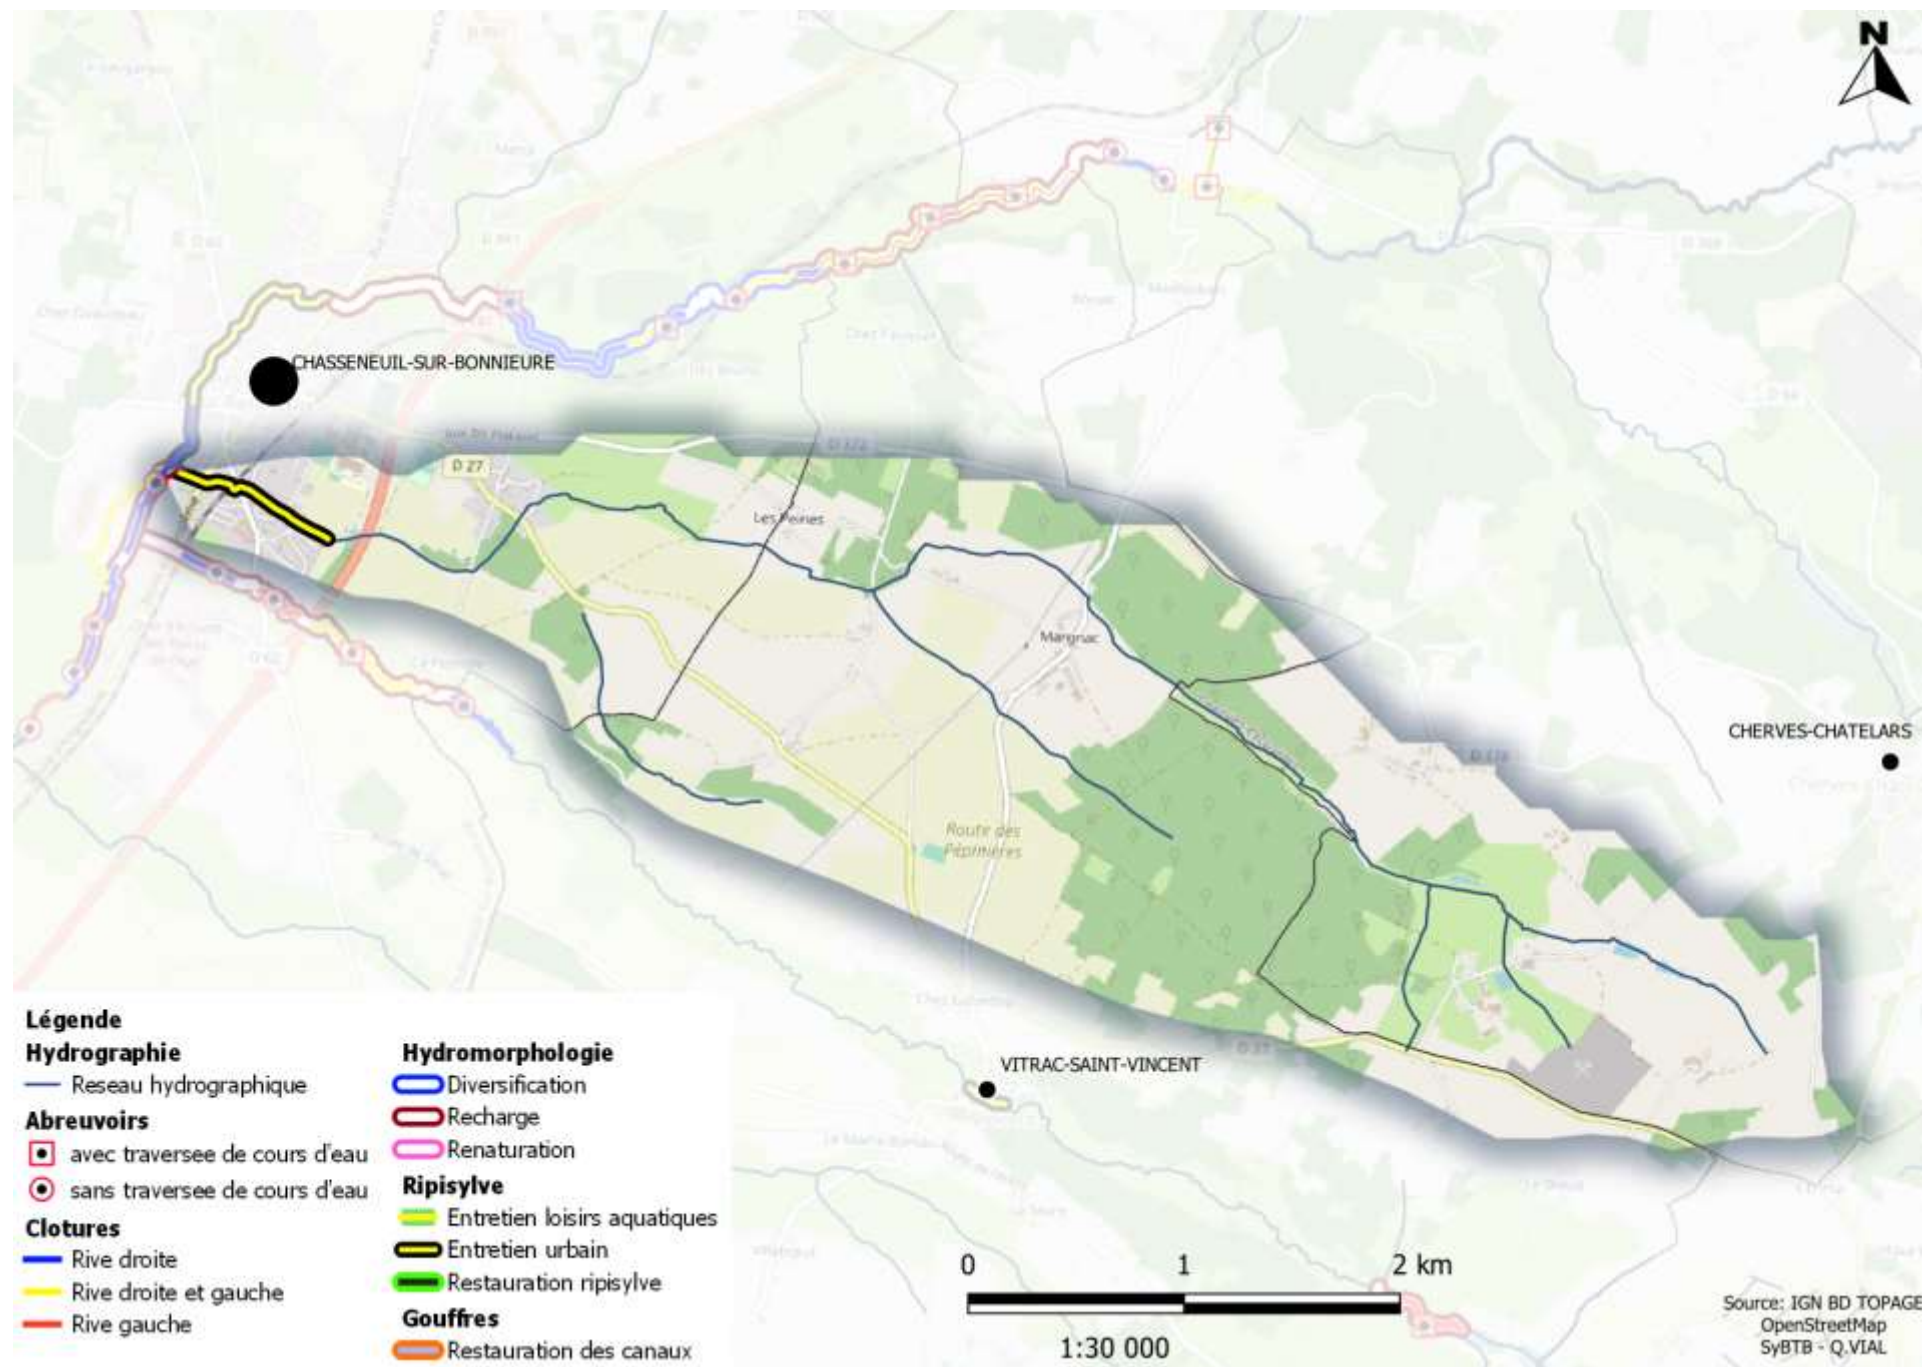 N
CHASSENEUIL-SUR-BONNIEURE
D 27
Les Peines
Marignac
CHERVES-CHATELARS
Route des
Pépinières
VITRAC-SAINT-VINCENT
Légende
Hydrographie
Reseau hydrographique
Abreuvoirs
avec traversee de cours d'eau
sans traversee de cours d'eau
Clotures
Rive droite
Rive droite et gauche
Rive gauche
Hydromorphologie
Diversification
Recharge
Renaturation
Ripisylve
Entretien loisirs aquatiques
Entretien urbain
Restauration ripisylve
Gouffres
Restauration des canaux
0 1 2 km
1:30 000
Source: IGN BD TOPAGE
OpenStreetMap
SyBTB - Q.VIAL